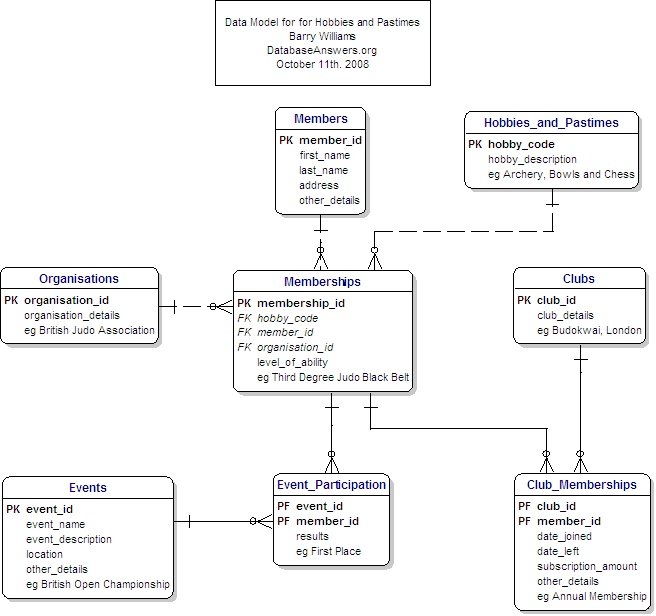 Data Model for for Hobbies and Pastimes
Barry Williams
DatabaseAnswers.org
October 11th. 2008
Members
PK member_id
first_name
last_name
address
other_details
Hobbies_and_Pastimes
PK hobby_code
hobby_description
eg Archery, Bowls and Chess
Organisations
PK organisation_id
organisation_details
eg British Judo Association
Memberships
PK membership_id
FK hobby_code
FK member_id
FK organisation_id
level_of_ability
eg Third Degree Judo Black Belt
Clubs
PK club_id
club_details
eg Budokwai, London
Events
PK event_id
event_name
event_description
location
other_details
eg British Open Championship
Event_Participation
PF event_id
PF member_id
results
eg First Place
Club_Memberships
PF club_id
PF member_id
date_joined
date_left
subscription_amount
other_details
eg Annual Membership